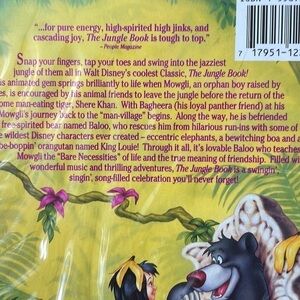 "...for pure energy, high-spirited high jinks, and
cascading joy, The Jungle Book is tough to top."
– People Magazine
17951-12
Snap your fingers, tap your toes and swing into the jazziest
jungle of them all in Walt Disney's coolest Classic, The Jungle Book!
is animated gem springs brilliantly to life when Mowgli, an orphan boy raised by
es, is encouraged by his animal friends to leave the jungle before the return of the
ome man-eating tiger, Shere Khan. With Bagheera (his loyal panther friend) at his
Mowgli's journey back to the "man-village" begins. Along the way, he is befriended
free-spirited bear named Baloo, who rescues him from hilarious run-ins with some of
wildest Disney characters ever created - eccentric elephants, a bewitching boa and a
be-boppin' orangutan named King Louie! Through it all, it's lovable Baloo who teaches
Mowgli the "Bare Necessities" of life and the true meaning of friendship. Filled with
wonderful music and thrilling adventures, The Jungle Book is a swingin'
singin', song-filled celebration you'll never forget!